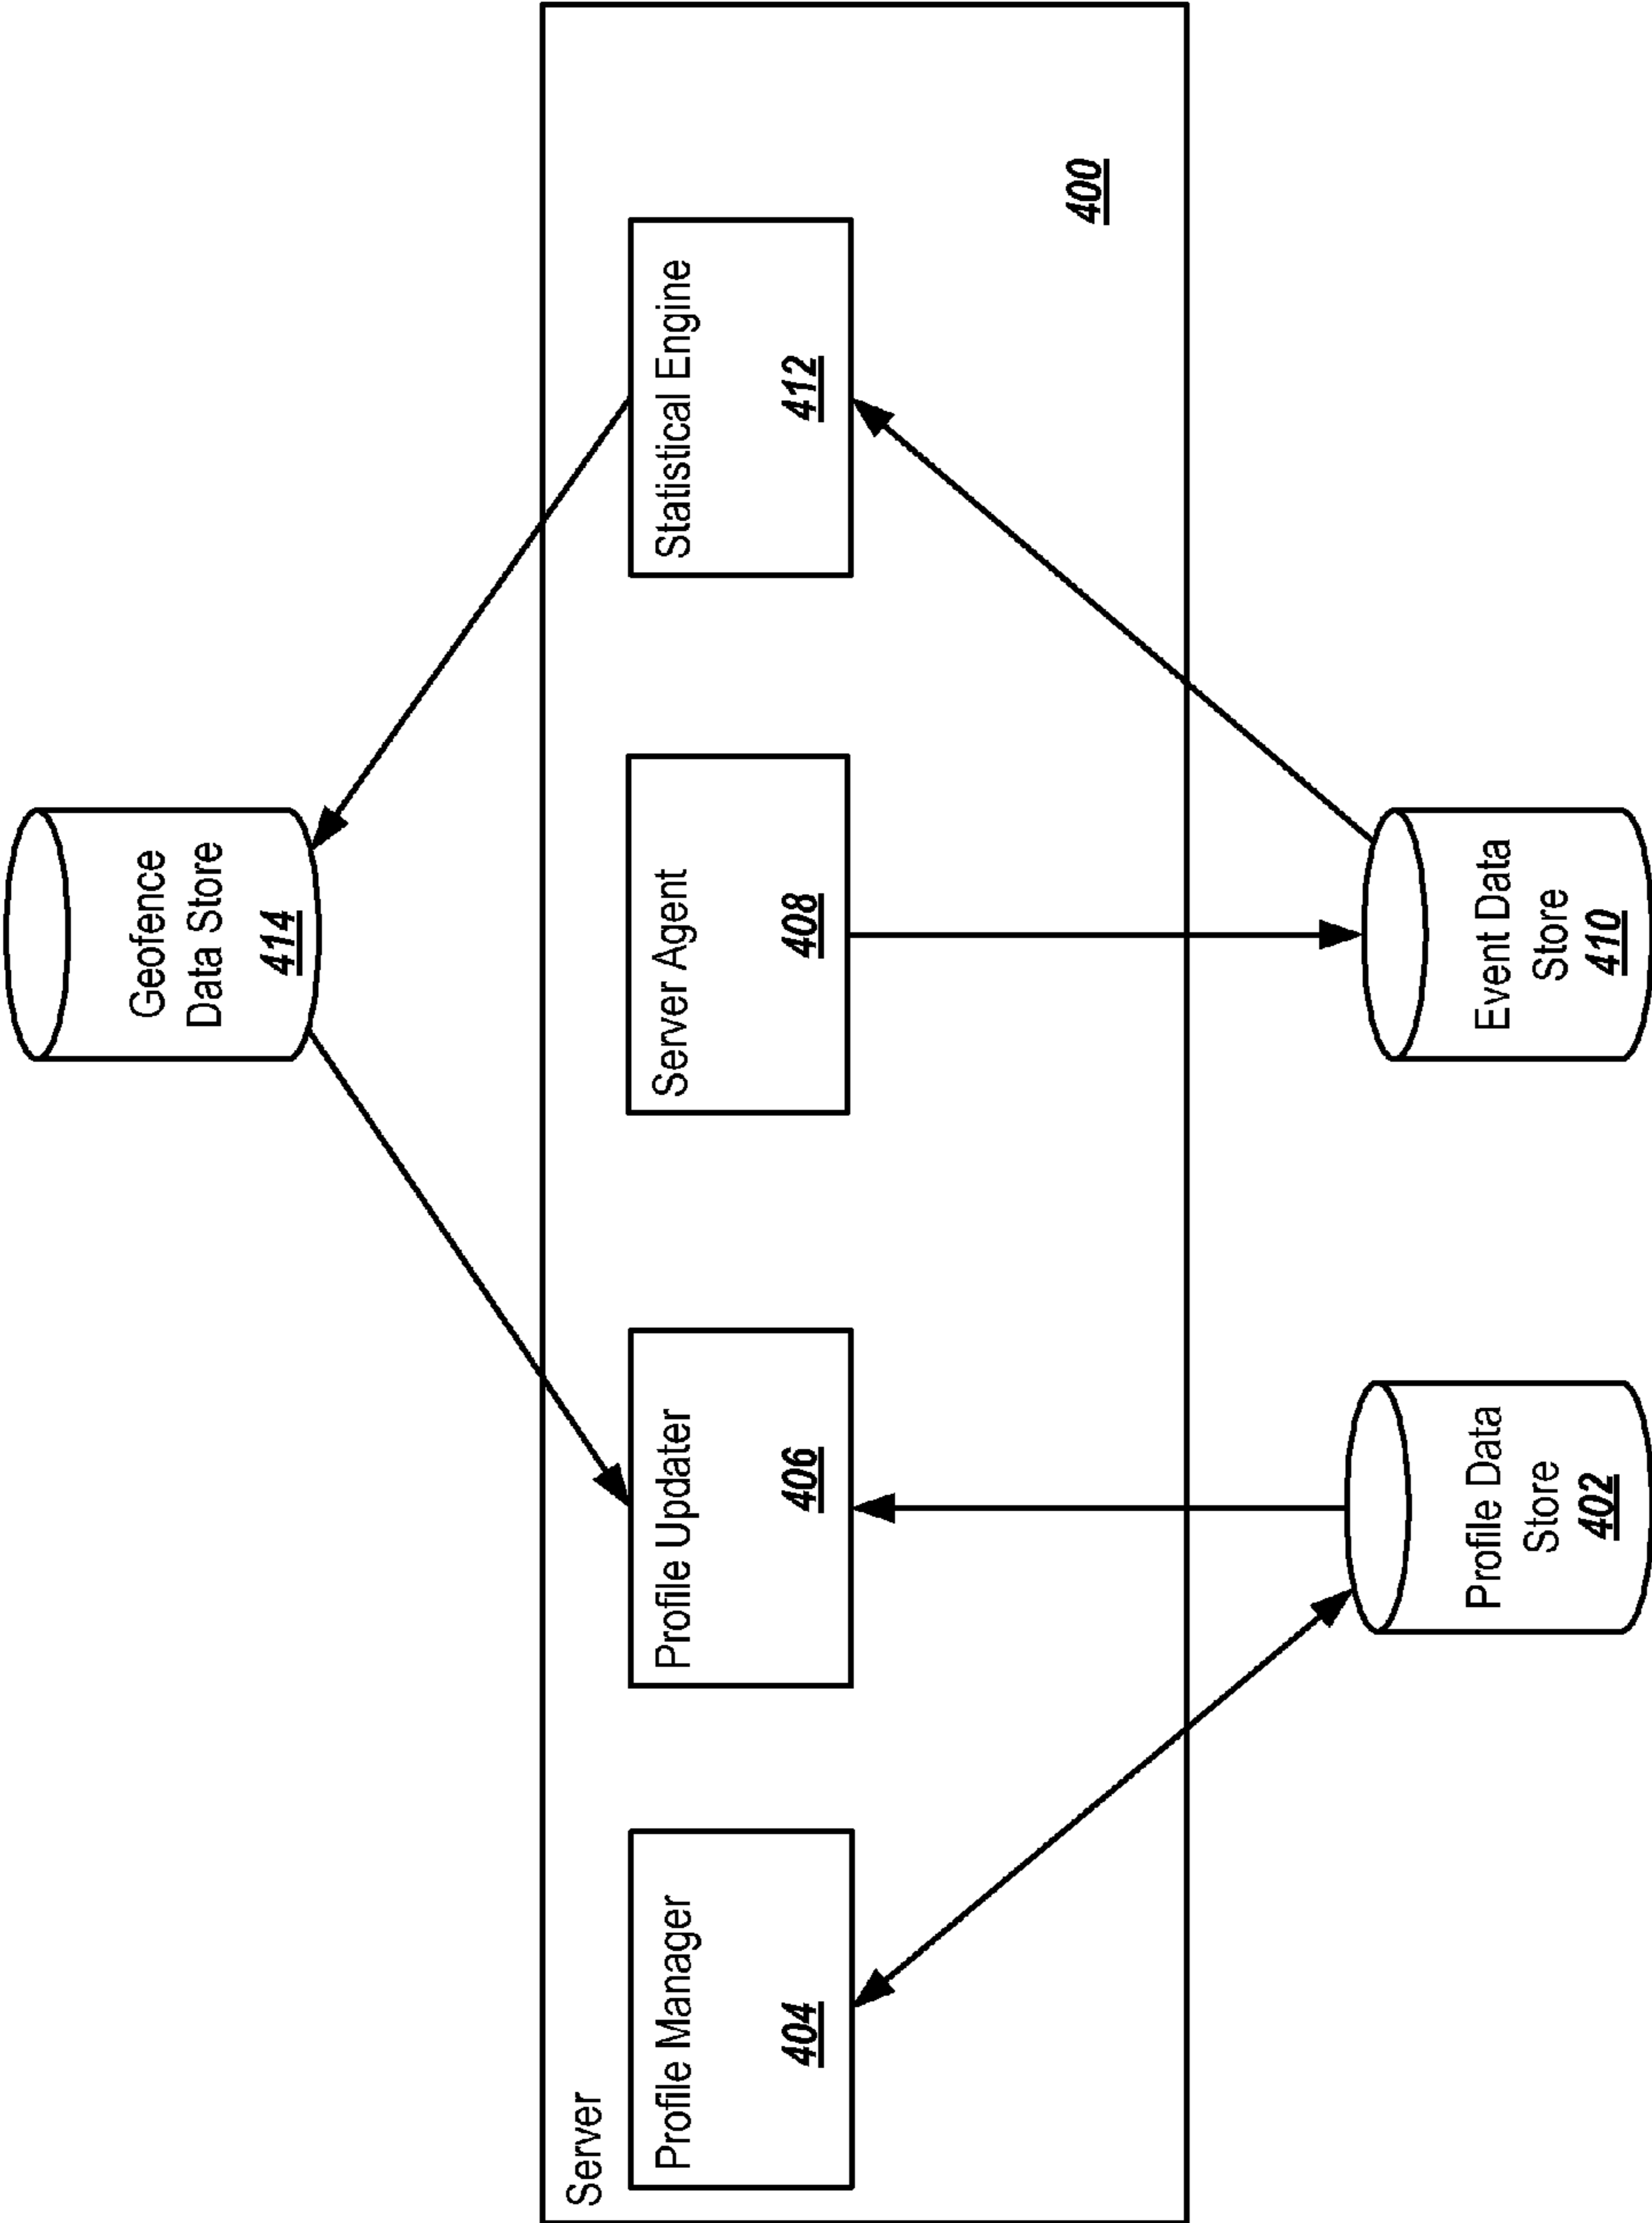 Geofence
Data Store
414
Server
Profile Manager
404
Profile Updater
406
Server Agent
408
Statistical Engine
412
400
Profile Data
Store
402
Event Data
Store
410